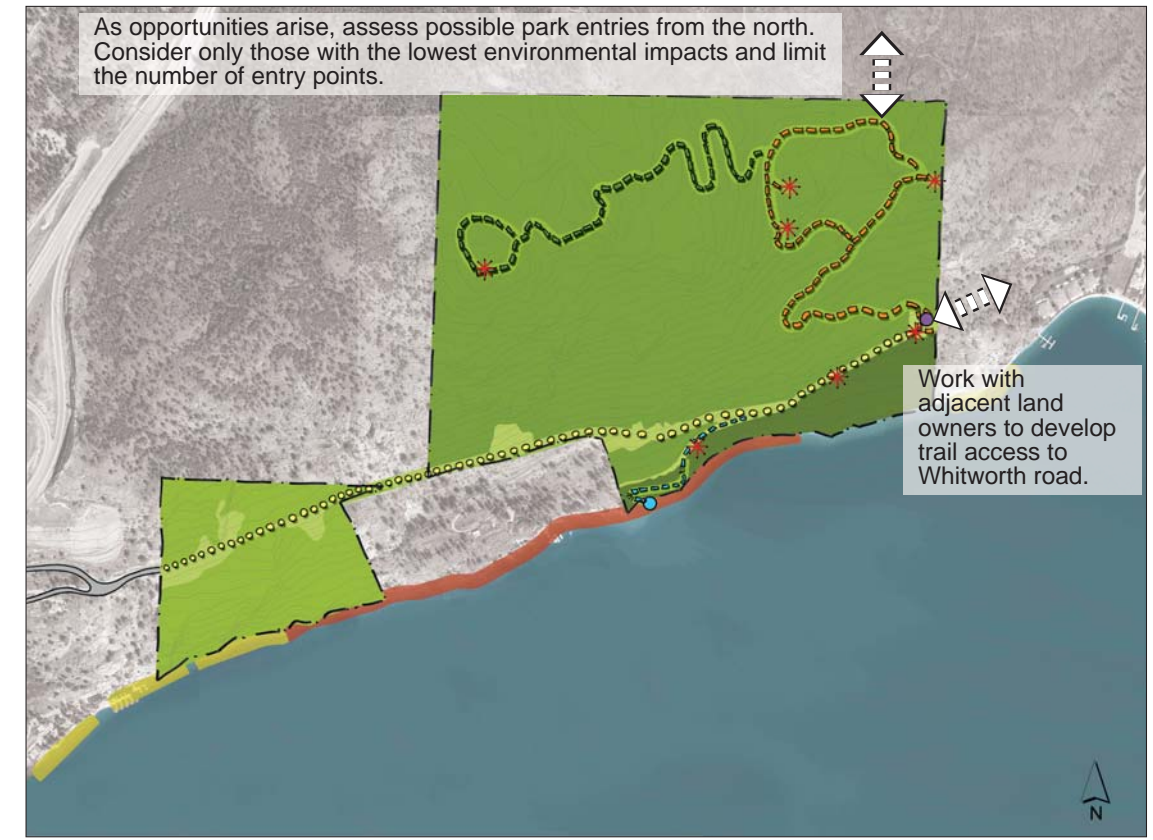 As opportunities arise, assess possible park entries from the north.
Consider only those with the lowest environmental impacts and limit
the number of entry points.
Work with
adjacent land
owners to develop
trail access to
Whitworth road.
N